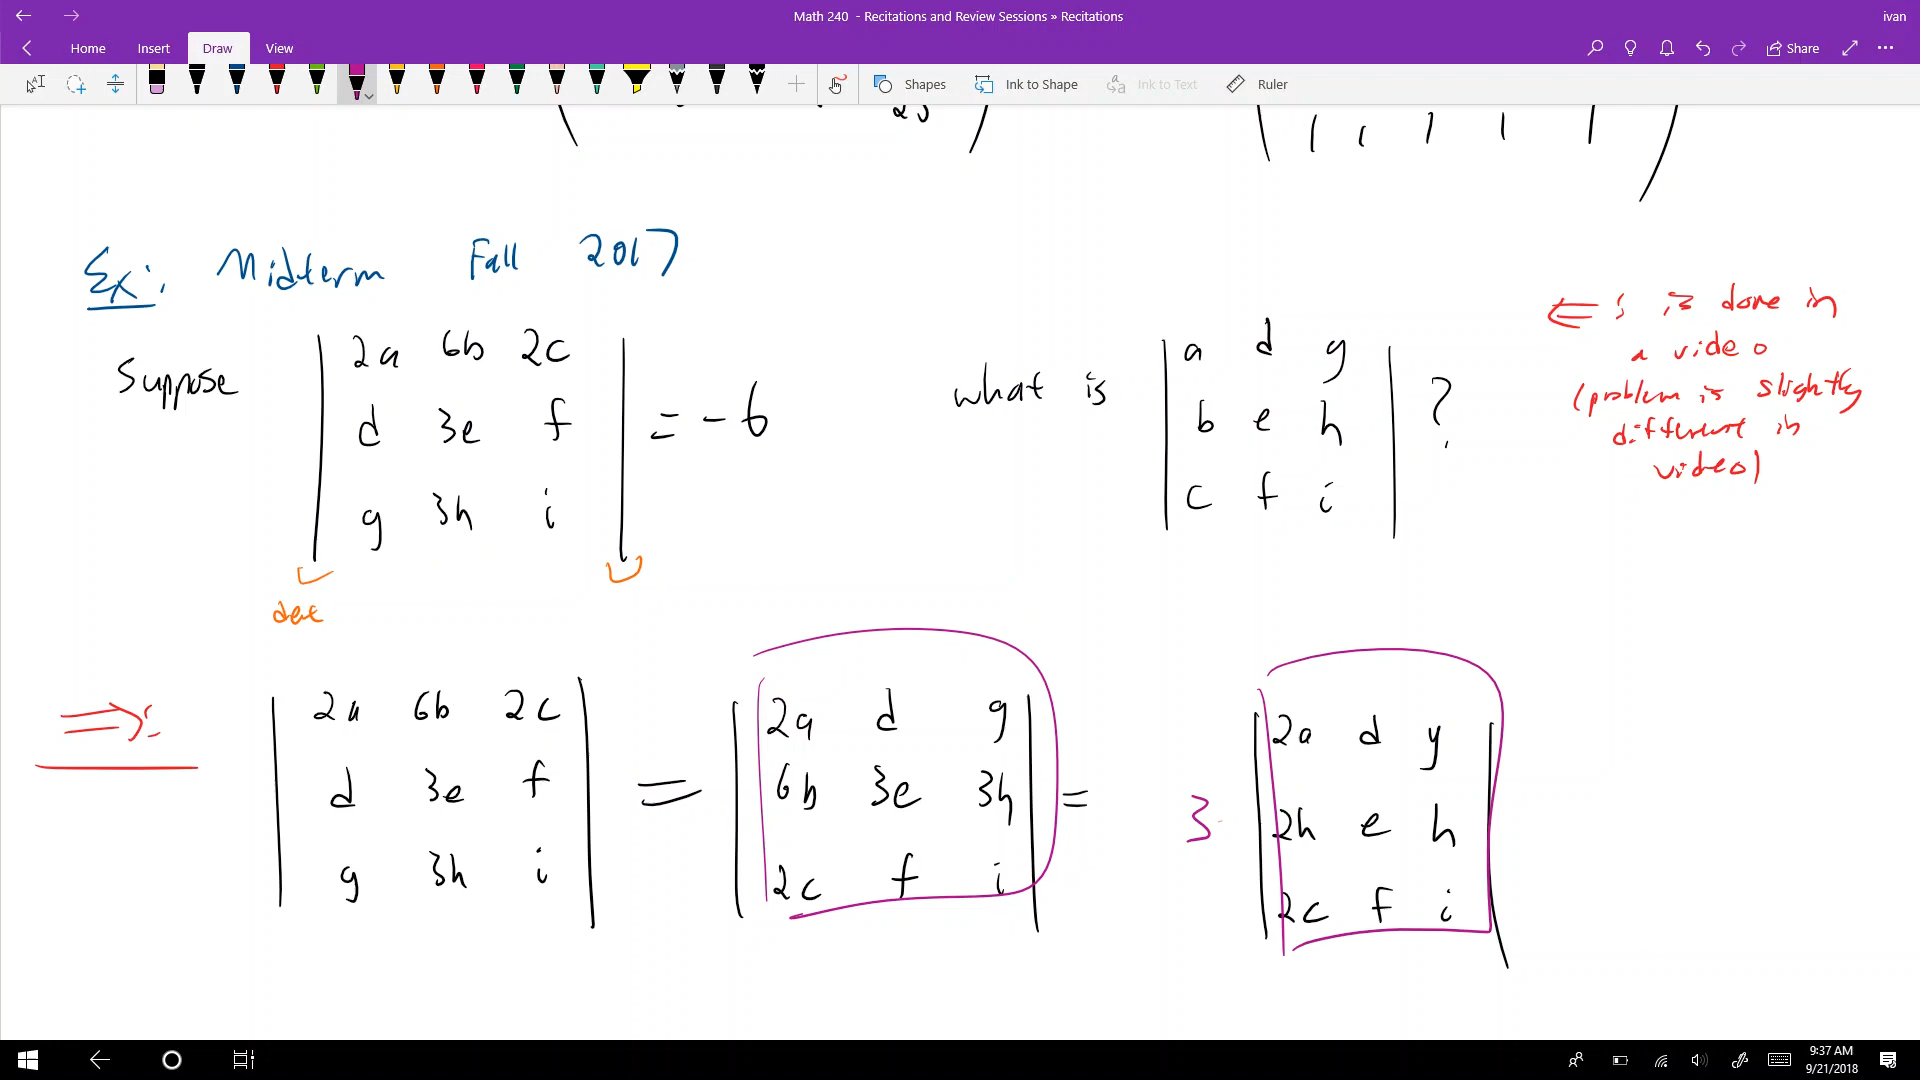 Math 240 - Recitations and Review Sessions » Recitations
ivan
Home Insert Draw View
Share
Shapes Ink to Shape Ink to Text Ruler
Ex: Midterm Fall 2017
Suppose
2a 6b 2c
d 3e f
g 3h i
= -6
what is
a d g
b e h
c f i
?
⇐ : is done in
a video
(problem is slightly
different in
video)
det
⇒:
2a 6b 2c
d 3e f
g 3h i
=
2a d g
6b 3e 3h
2c f i
=
3
2a d y
2h e h
2c f i
9:37 AM
9/21/2018